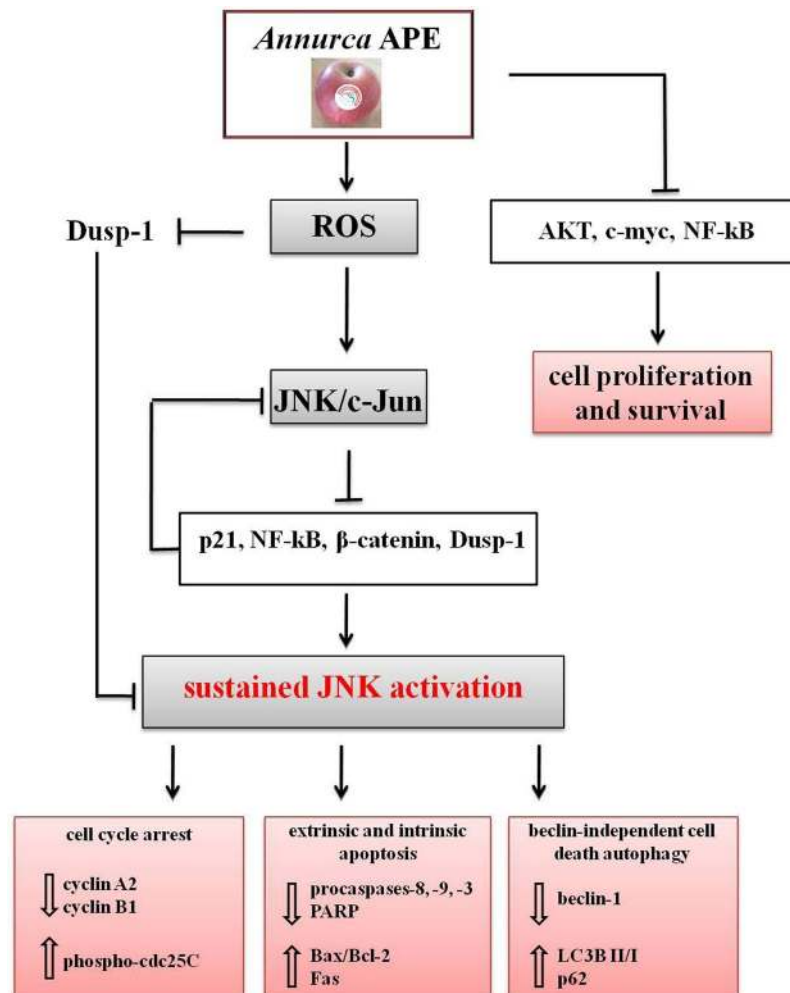 Annurca APE
Dusp-1
ROS
AKT, c-myc, NF-kB
JNK/c-Jun
cell proliferation
and survival
p21, NF-kB, β-catenin, Dusp-1
sustained JNK activation
cell cycle arrest
cyclin A2
cyclin B1
phospho-cdc25C
extrinsic and intrinsic
apoptosis
procaspases-8, -9, -3
PARP
Bax/Bcl-2
Fas
beclin-independent cell
death autophagy
beclin-1
LC3B II/I
p62